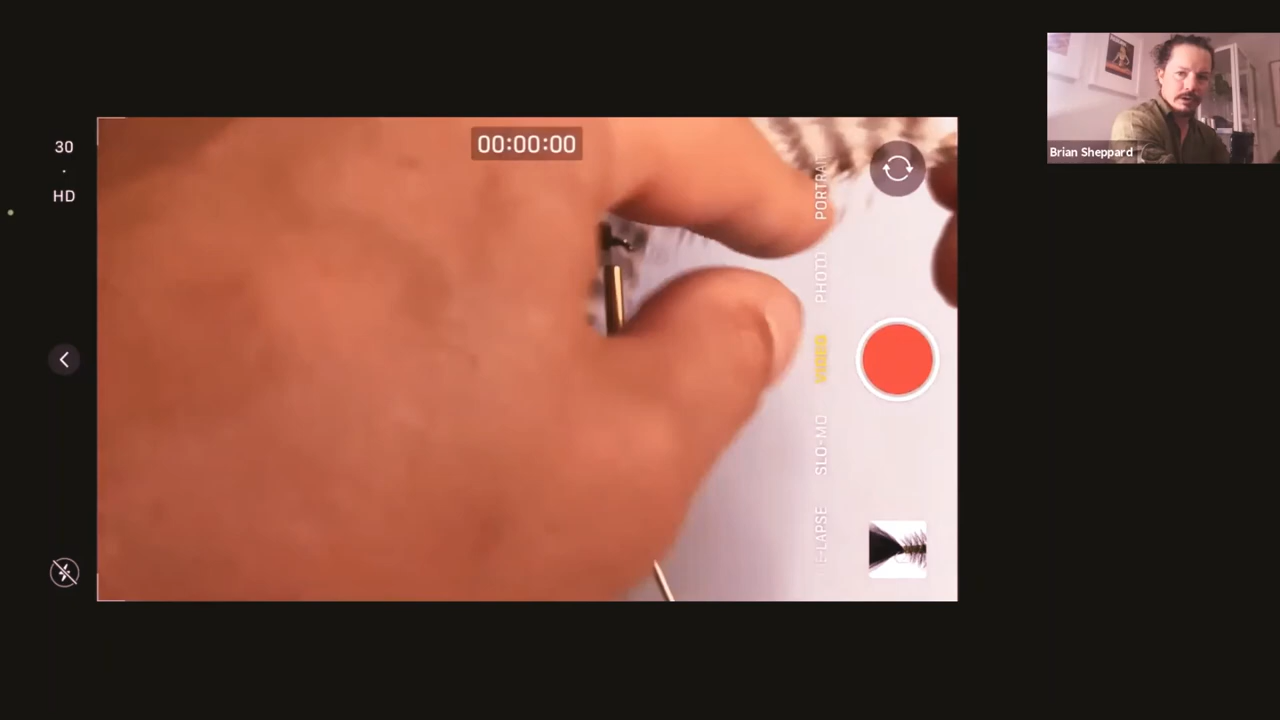 30
HD
00:00:00
PORTRAIT
PHOTO
VIDEO
SLO-MO
E-LAPSE
Brian Sheppard